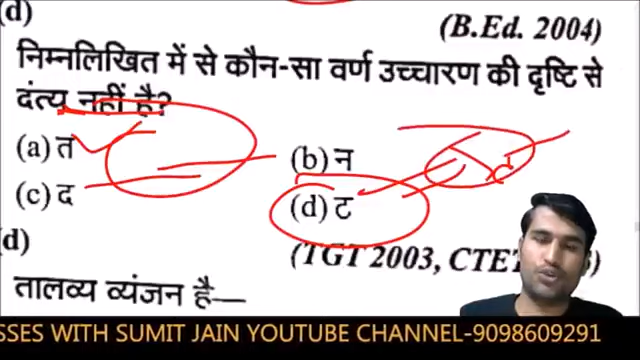 (d)
(B.Ed. 2004)
निम्नलिखित में से कौन-सा वर्ण उच्चारण की दृष्टि से
दंत्य नहीं है?
(a) त (b) न
(c) द (d) ट
(d)
(TGT 2003, CTET
तालव्य व्यंजन है—
SSES WITH SUMIT JAIN YOUTUBE CHANNEL-9098609291